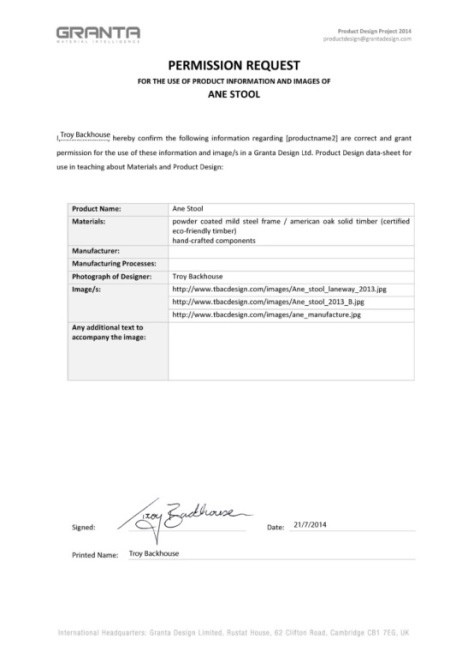 GRANTA
MATERIAL INTELLIGENCE
Product Design Project 2014
productdesign@grantadesign.com
PERMISSION REQUEST
FOR THE USE OF PRODUCT INFORMATION AND IMAGES OF
ANE STOOL
I, Troy Backhouse hereby confirm the following information regarding [productname2] are correct and grant
permission for the use of these information and image/s in a Granta Design Ltd. Product Design data-sheet for
use in teaching about Materials and Product Design:
Product Name: Ane Stool
Materials: powder coated mild steel frame / american oak solid timber (certified
eco-friendly timber)
hand-crafted components
Manufacturer:
Manufacturing Processes:
Photograph of Designer: Troy Backhouse
Image/s: http://www.tbacdesign.com/images/Ane_stool_laneway_2013.jpg
http://www.tbacdesign.com/images/Ane_stool_2013_B.jpg
http://www.tbacdesign.com/images/ane_manufacture.jpg
Any additional text to
accompany the image:
Troy Backhouse
Signed: Date: 21/7/2014
Printed Name: Troy Backhouse
International Headquarters: Granta Design Limited, Rustat House, 62 Clifton Road, Cambridge CB1 7EG, UK